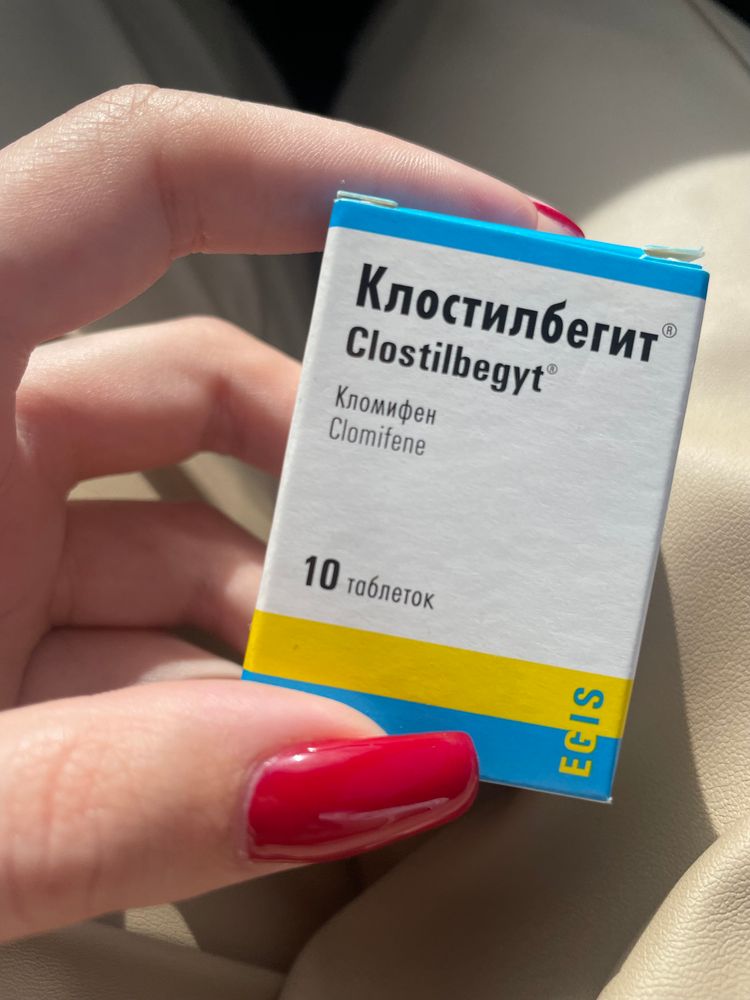 Клостилбегит®
Clostilbegyt®
Кломифен
Clomifene
10 таблеток
EGIS